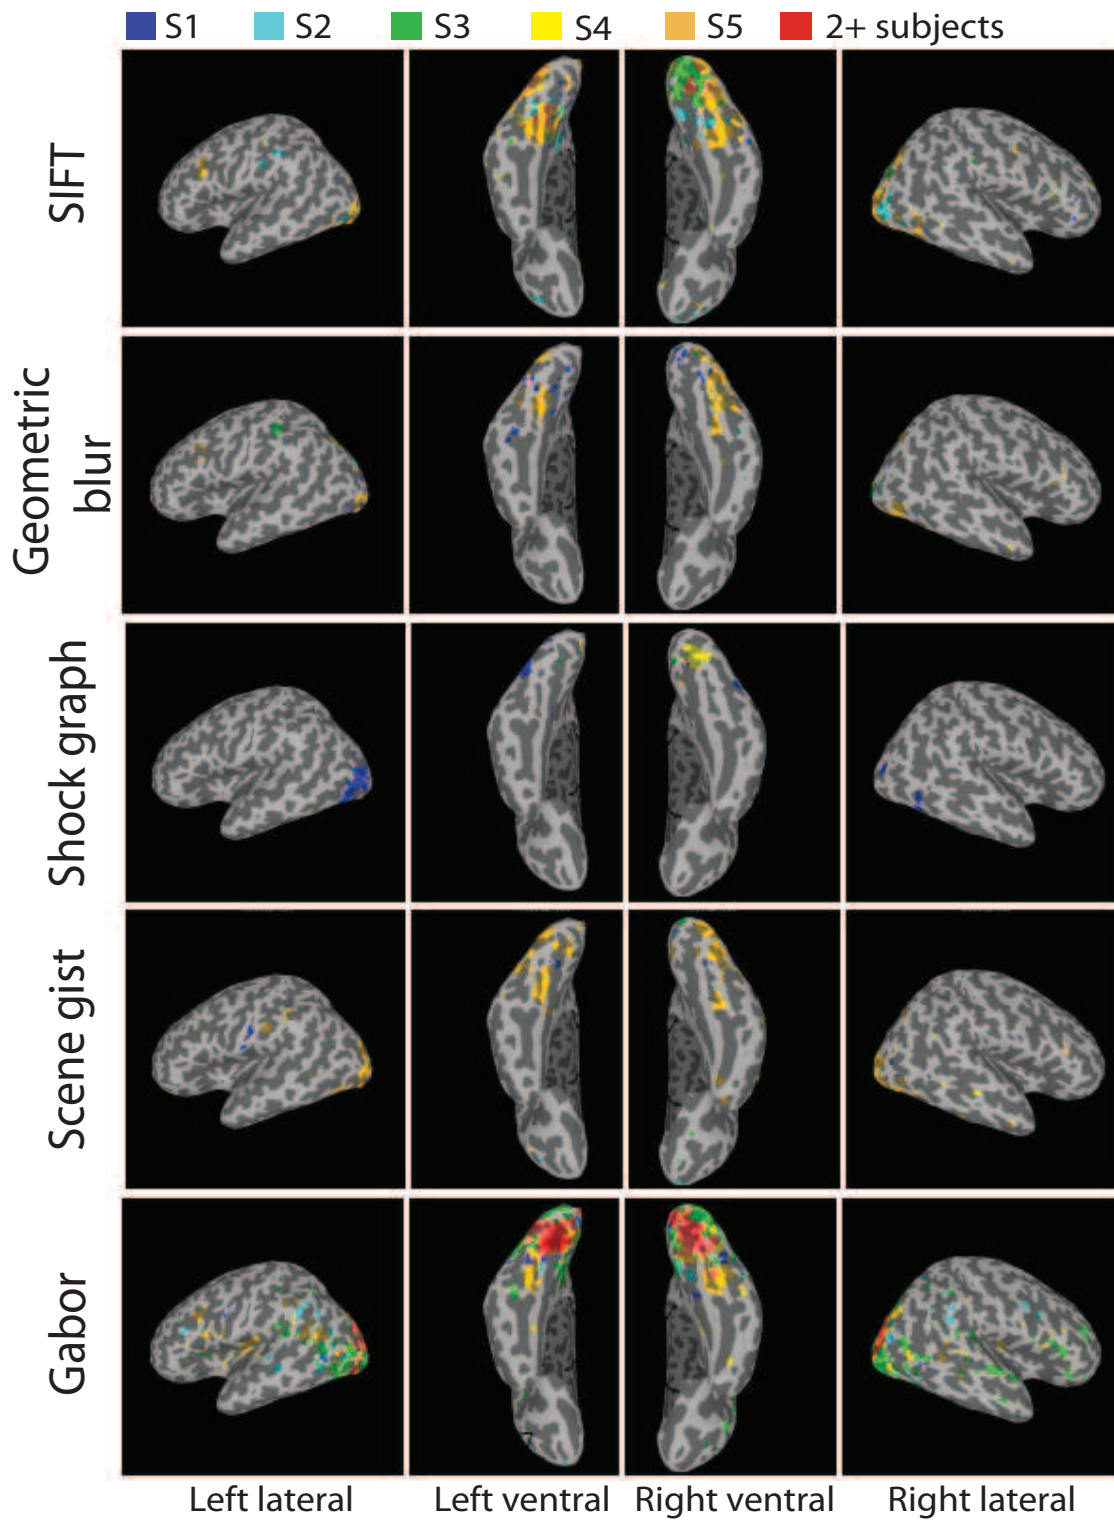 S1 S2 S3 S4 S5 2+ subjects
SIFT
Geometric
blur
Shock graph
Scene gist
Gabor
Left lateral Left ventral Right ventral Right lateral